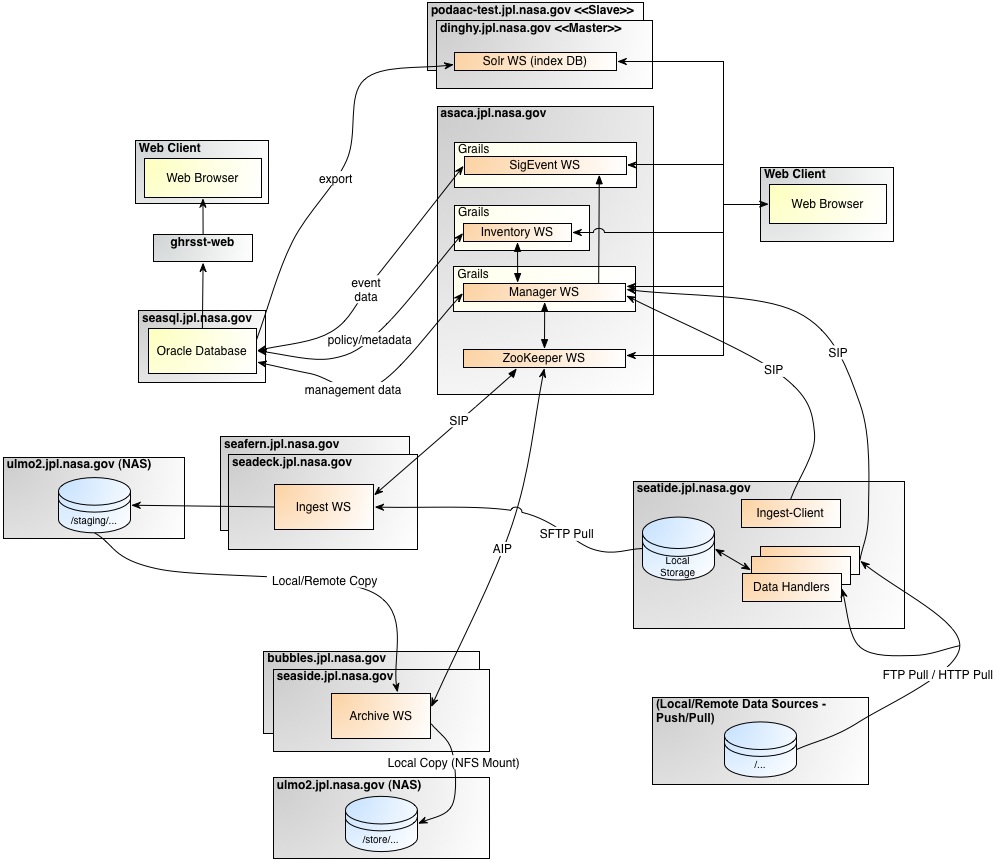 podaac-test.jpl.nasa.gov <<Slave>>
dinghy.jpl.nasa.gov <<Master>>
Solr WS (index DB)
asaca.jpl.nasa.gov
Grails
SigEvent WS
Grails
Inventory WS
Grails
Manager WS
ZooKeeper WS
Web Client
Web Browser
ghrsst-web
seasql.jpl.nasa.gov
Oracle Database
export
event
data
policy/metadata
management data
Web Client
Web Browser
SIP
SIP
SIP
seafern.jpl.nasa.gov
seadeck.jpl.nasa.gov
Ingest WS
ulmo2.jpl.nasa.gov (NAS)
/staging/...
SFTP Pull
AIP
Local/Remote Copy
seatide.jpl.nasa.gov
Ingest-Client
Local
Storage
Data Handlers
FTP Pull / HTTP Pull
bubbles.jpl.nasa.gov
seaside.jpl.nasa.gov
Archive WS
Local Copy (NFS Mount)
ulmo2.jpl.nasa.gov (NAS)
/store/...
(Local/Remote Data Sources -
Push/Pull)
/...